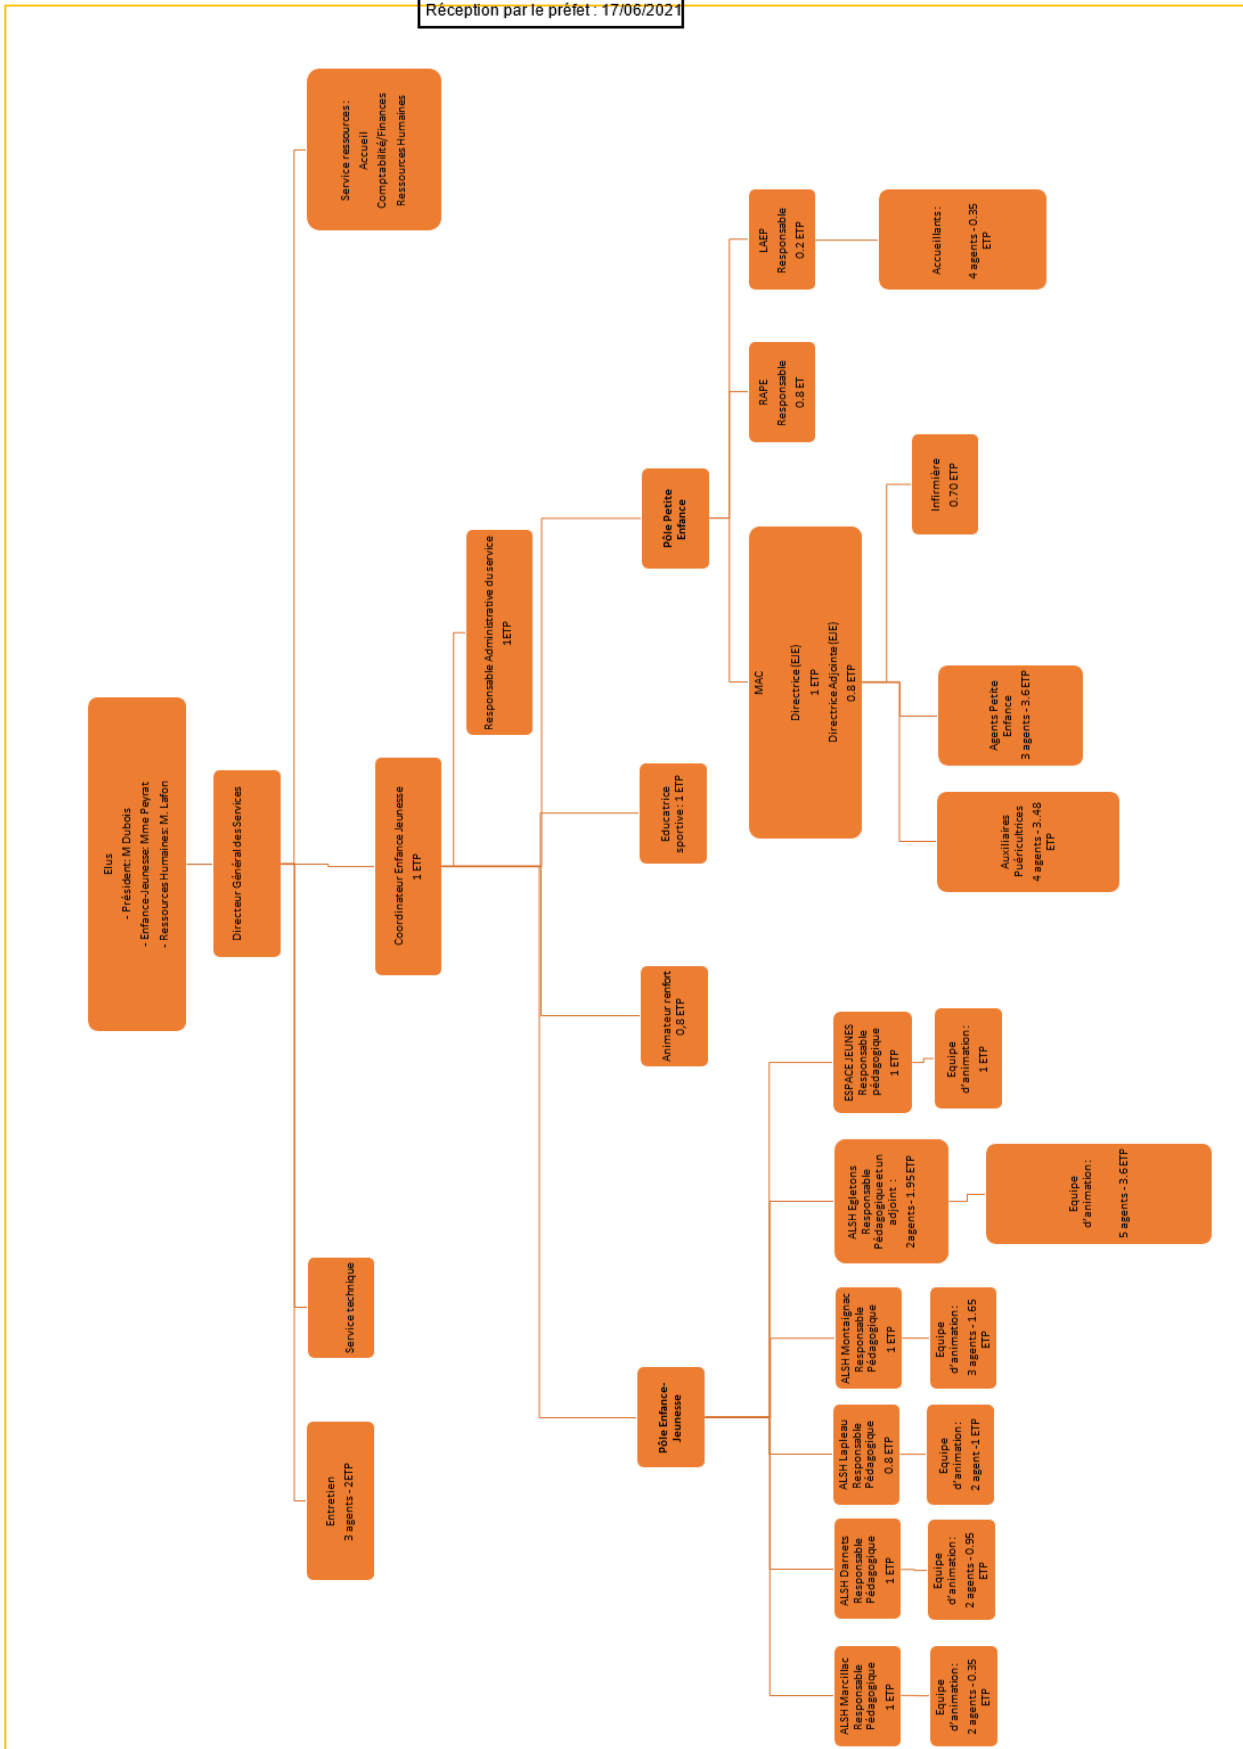 Réception par le préfet : 17/06/2021
Elus
- Président: M Dubois
- Enfance-Jeunesse: Mme Peyrat
- Ressources Humaines: M. Lafon
Directeur Général des Services
Entretien
3 agents - 2ETP
Service technique
Service ressources :
Accueil
Comptabilité/Finances
Ressources Humaines
Coordinateur Enfance Jeunesse
1 ETP
Responsable Administrative du service
1ETP
Pôle Enfance-
Jeunesse
Animateur renfort
0,8 ETP
Educatrice
sportive : 1 ETP
Pôle Petite
Enfance
ALSH Marcillac
Responsable
Pédagogique
1 ETP
ALSH Darnets
Responsable
Pédagogique
1 ETP
ALSH Lapleau
Responsable
Pédagogique
0.8 ETP
ALSH Montaignac
Responsable
Pédagogique
1 ETP
ALSH Egletons
Responsable
Pédagogique et un
adjoint :
2agents - 1.95 ETP
ESPACE JEUNES
Responsable
pédagogique
1 ETP
MAC
Directrice (EJE)
1 ETP
Directrice Adjointe (EJE)
0.8 ETP
RAPE
Responsable
0.8 ET
LAEP
Responsable
0.2 ETP
Equipe
d'animation :
2 agents - 0.35
ETP
Equipe
d'animation :
2 agents - 0.95
ETP
Equipe
d'animation :
2 agent -1 ETP
Equipe
d'animation :
3 agents - 1.65
ETP
Equipe
d'animation :
5 agents - 3.6 ETP
Equipe
d'animation :
1 ETP
Auxiliaires
Puéricultrices
4 agents - 3..48
ETP
Agents Petite
Enfance
3 agents - 3.6 ETP
Infirmière
0.70 ETP
Accueillants :
4 agents - 0.35
ETP